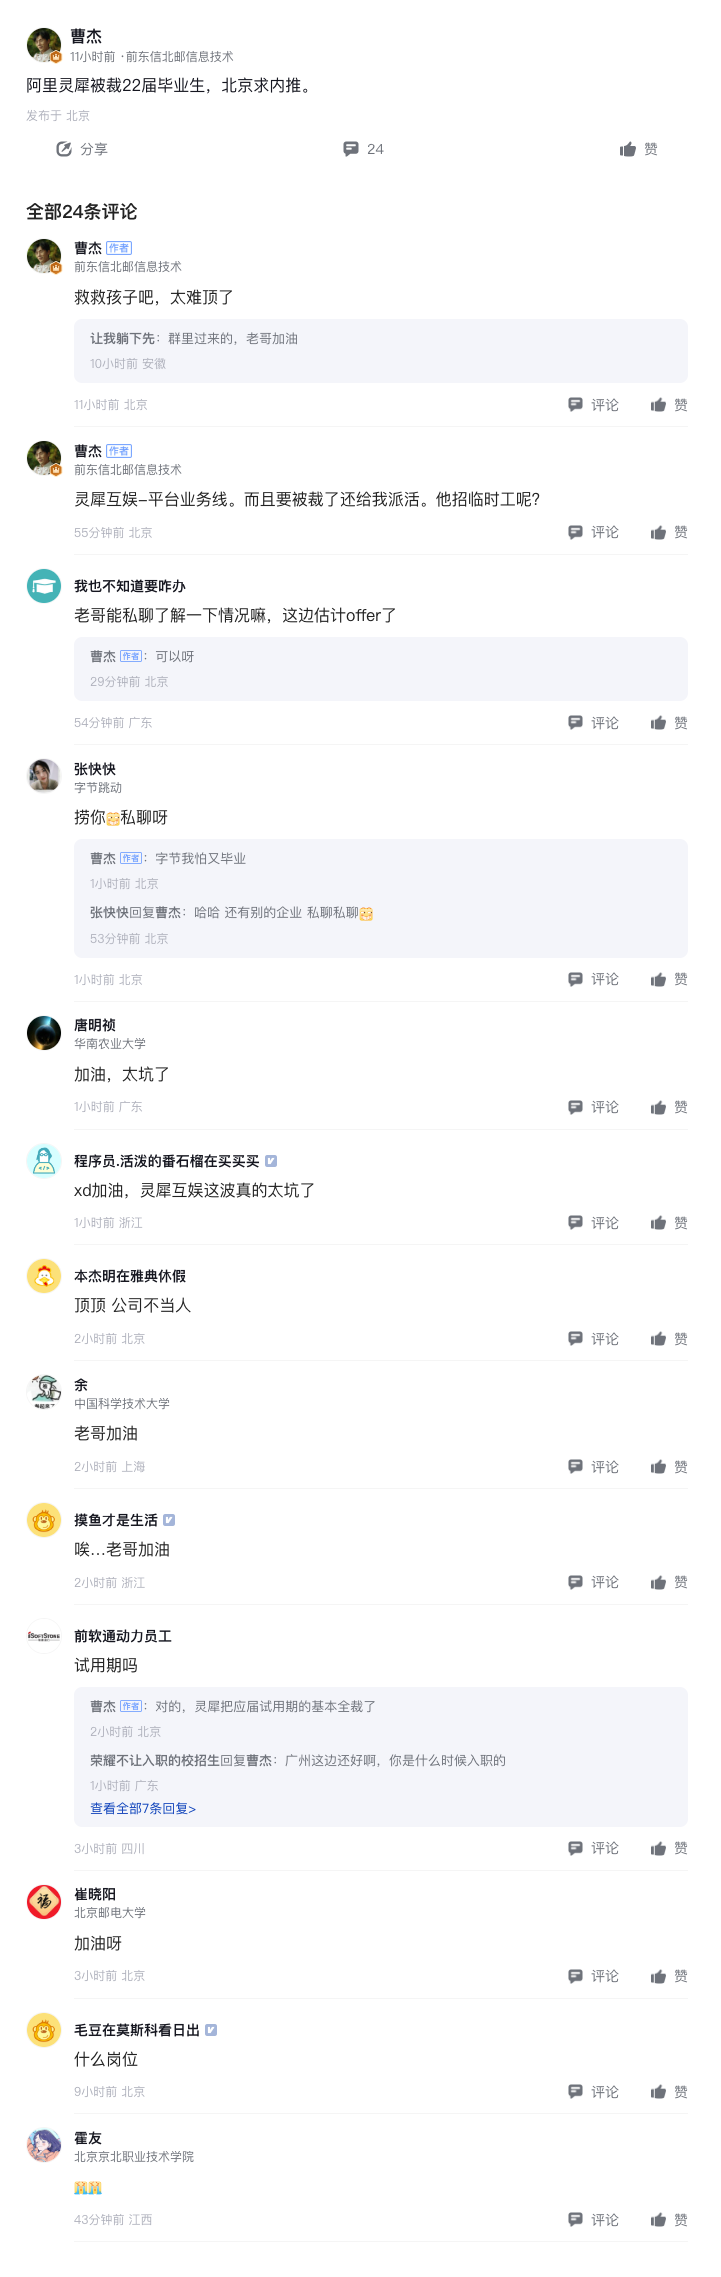 曹杰
11小时前 ·前东信北邮信息技术
阿里灵犀被裁22届毕业生，北京求内推。
发布于 北京
分享 24 赞
全部24条评论
曹杰 作者
前东信北邮信息技术
救救孩子吧，太难顶了
让我躺下先：群里过来的，老哥加油
10小时前 安徽
11小时前 北京 评论 赞
曹杰 作者
前东信北邮信息技术
灵犀互娱-平台业务线。而且要被裁了还给我派活。他招临时工呢？
55分钟前 北京 评论 赞
我也不知道要咋办
老哥能私聊了解一下情况嘛，这边估计offer了
曹杰 作者：可以呀
29分钟前 北京
54分钟前 广东 评论 赞
张快快
字节跳动
捞你私聊呀
曹杰 作者：字节我怕又毕业
1小时前 北京
张快快回复曹杰：哈哈 还有别的企业 私聊私聊
53分钟前 北京
1小时前 北京 评论 赞
唐明祯
华南农业大学
加油，太坑了
1小时前 广东 评论 赞
程序员.活泼的番石榴在买买买
xd加油，灵犀互娱这波真的太坑了
1小时前 浙江 评论 赞
本杰明在雅典休假
顶顶 公司不当人
2小时前 北京 评论 赞
余
中国科学技术大学
老哥加油
2小时前 上海 评论 赞
摸鱼才是生活
唉...老哥加油
2小时前 浙江 评论 赞
iSOFTSTONE
前软通动力员工
试用期吗
曹杰 作者：对的，灵犀把应届试用期的基本全裁了
2小时前 北京
荣耀不让入职的校招生回复曹杰：广州这边还好啊，你是什么时候入职的
1小时前 广东
查看全部7条回复>
3小时前 四川 评论 赞
福
崔晓阳
北京邮电大学
加油呀
3小时前 北京 评论 赞
毛豆在莫斯科看日出
什么岗位
9小时前 北京 评论 赞
霍友
北京京北职业技术学院
43分钟前 江西 评论 赞